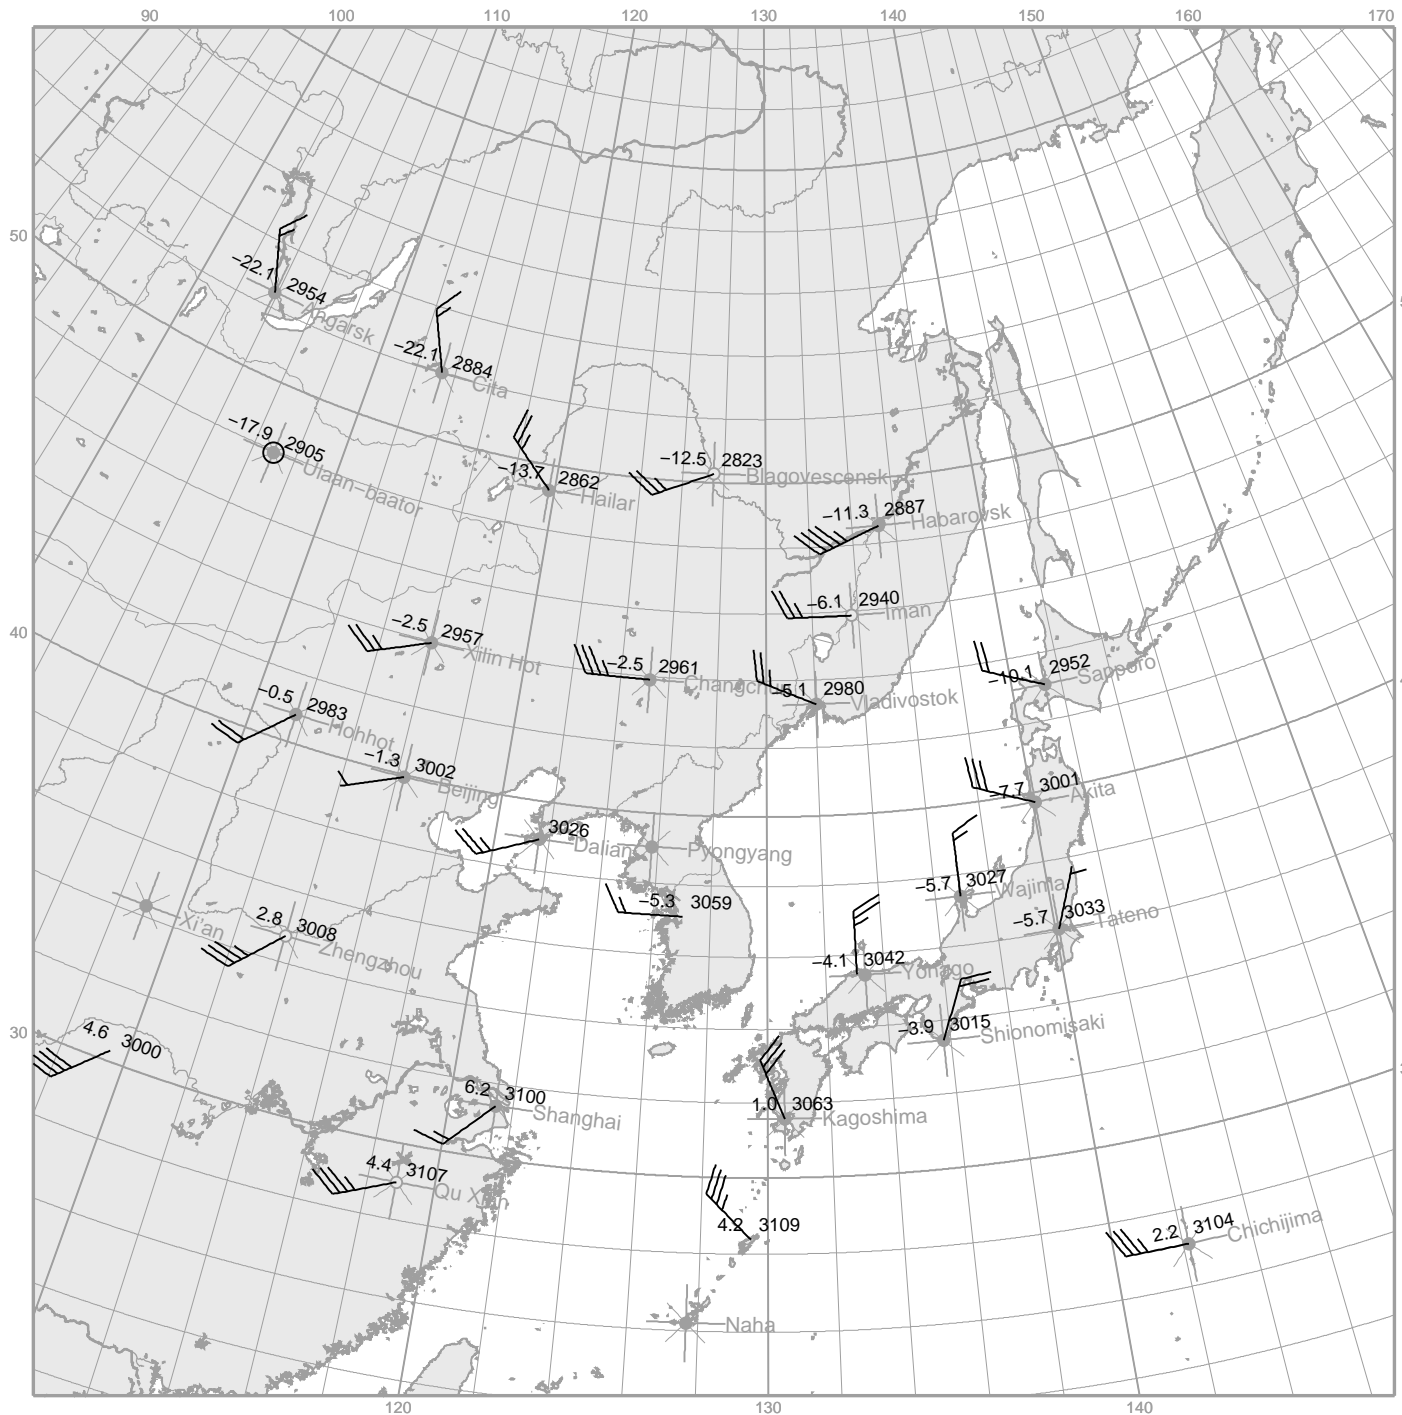 90 100 110 120 130 140 150 160 170
50
−22.1 2954
Angarsk
−22.1 2884
Cita
−17.9 2905
Ulaan−baator
−13.7 2862
Hailar
−12.5 2823
Blagovescensk
−11.3 2887
Habarovsk
−6.1 2940
Iman
40
−2.5 2957
Xilin Hot
−2.5 2961
Changchun
−5.1 2980
Vladivostok
−10.1 2952
Sapporo
−0.5 2983
Hohhot
−1.3 3002
Beijing
−7.7 3001
Akita
3026
Dalian
Pyongyang
−5.3 3059
−5.7 3027
Wajima
−5.7 3033
Tateno
Xi'an
2.8 3008
Zhengzhou
−4.1 3042
Yonago
30
4.6 3000
−3.9 3015
Shionomisaki
6.2 3100
Shanghai
1.0 3063
Kagoshima
4.4 3107
Qu Xian
4.2 3109
2.2 3104
Chichijima
Naha
120 130 140